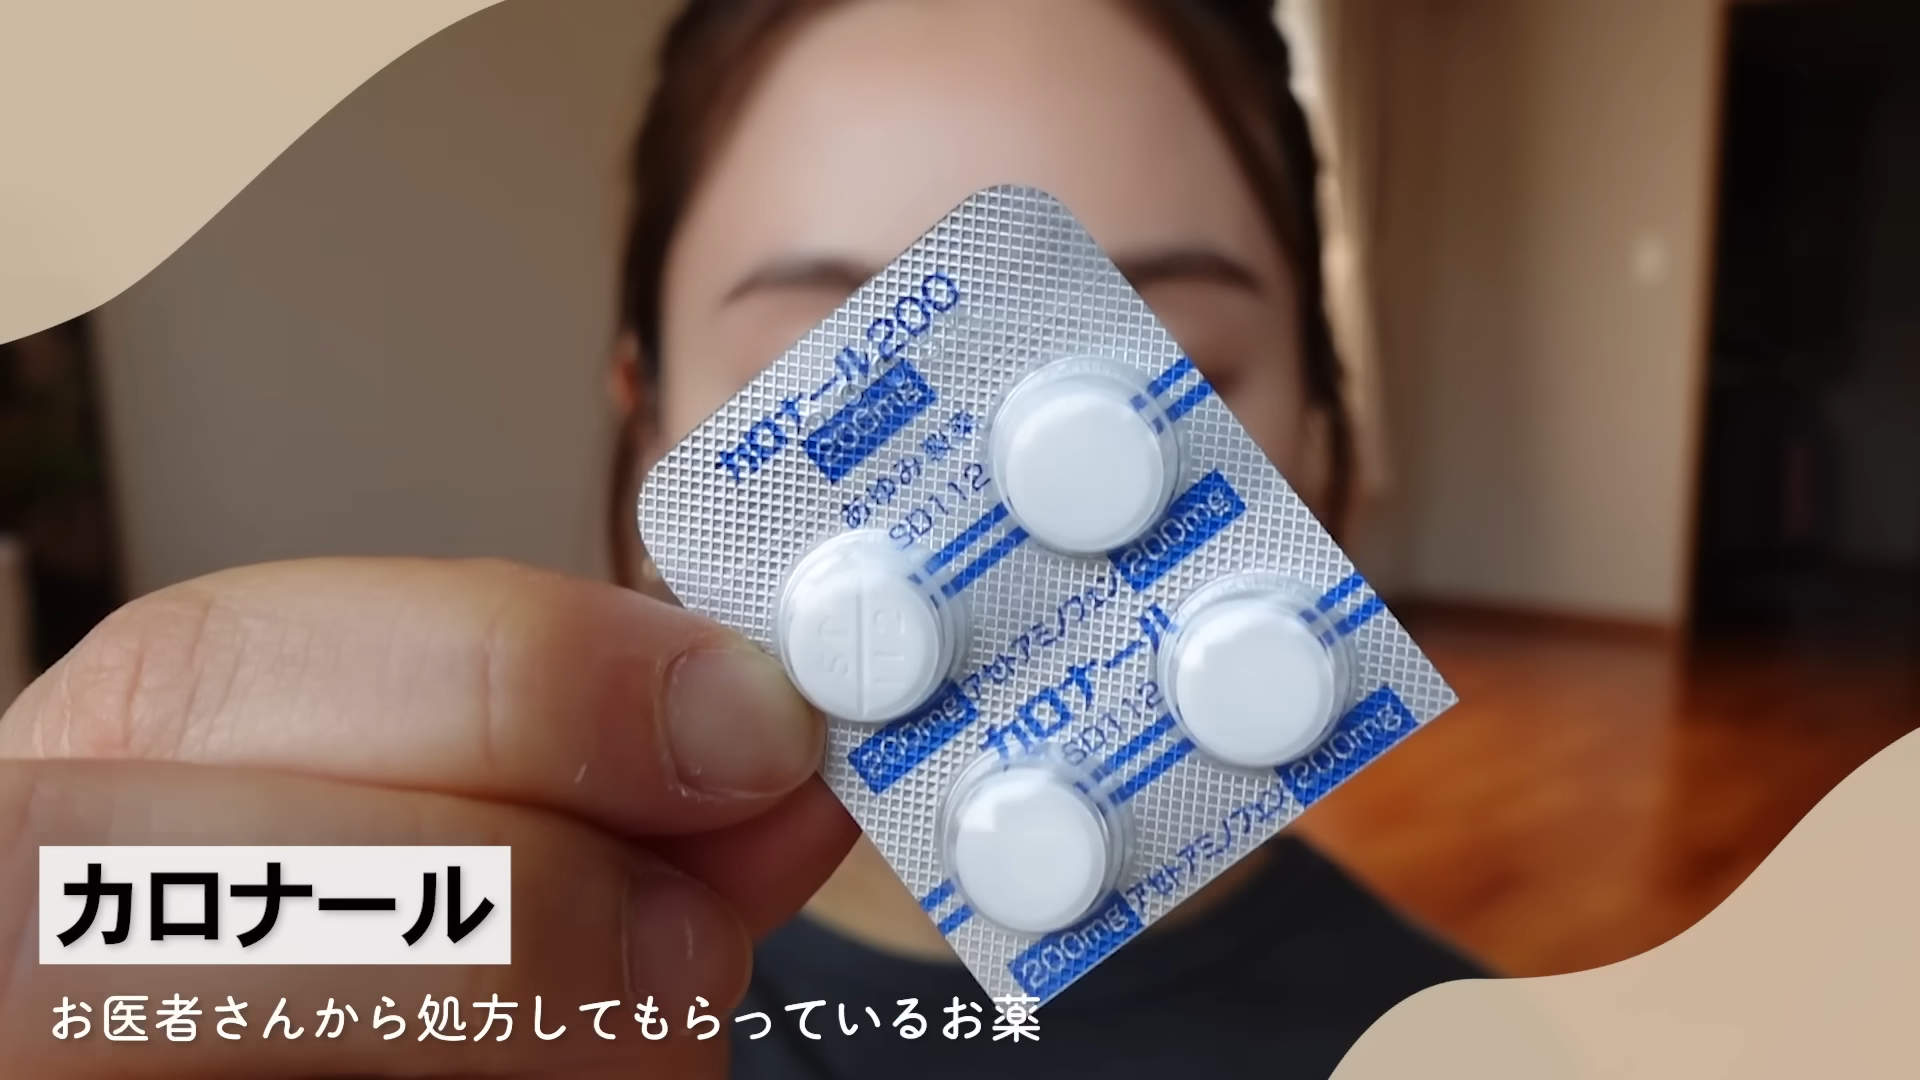 カロナール200
200mg
あゆみ製薬
SD112
200mg
アセトアミノフェン
200mg
カロナール
SD112
200mg
アセトアミノフェン
200mg
SD
112
カロナール
お医者さんから処方してもらっているお薬